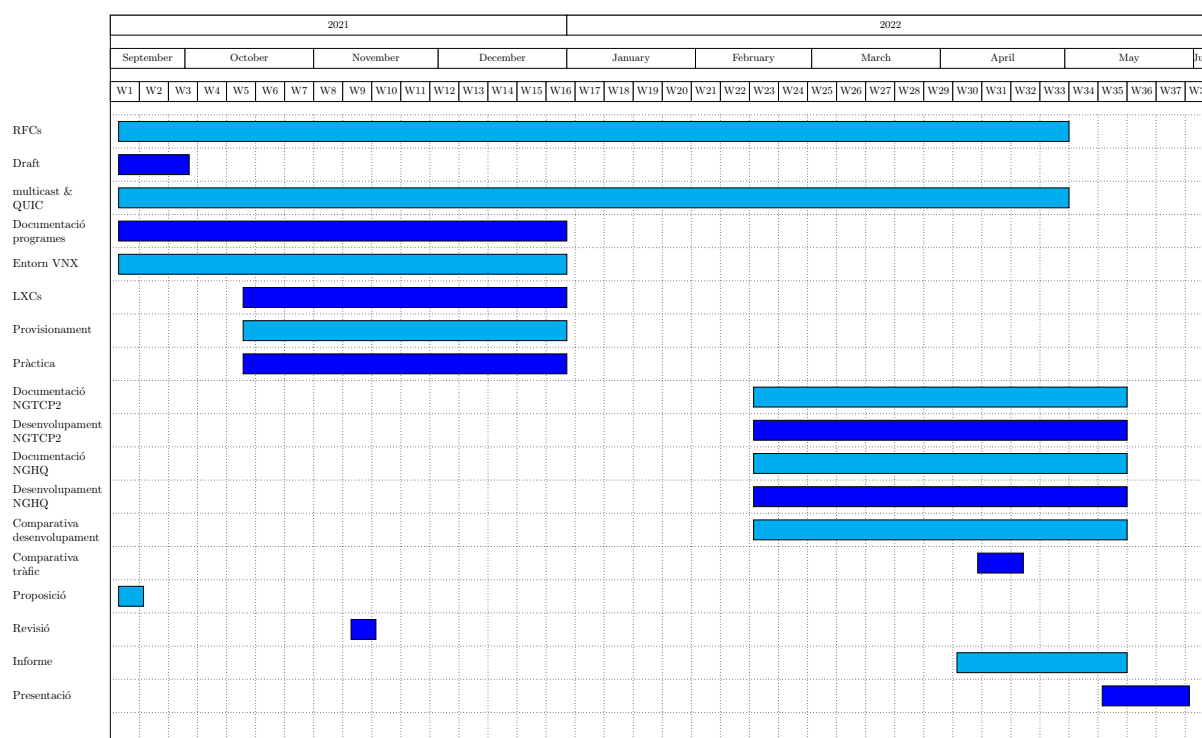 2021 2022
September October November December January February March April May Ju
W1 W2 W3 W4 W5 W6 W7 W8 W9 W10 W11 W12 W13 W14 W15 W16 W17 W18 W19 W20 W21 W22 W23 W24 W25 W26 W27 W28 W29 W30 W31 W32 W33 W34 W35 W36 W37 W3
RFCs
Draft
multicast &
QUIC
Documentació
programes
Entorn VNX
LXCs
Provisionament
Pràctica
Documentació
NGTCP2
Desenvolupament
NGTCP2
Documentació
NGHQ
Desenvolupament
NGHQ
Comparativa
desenvolupament
Comparativa
tràfic
Proposició
Revisió
Informe
Presentació